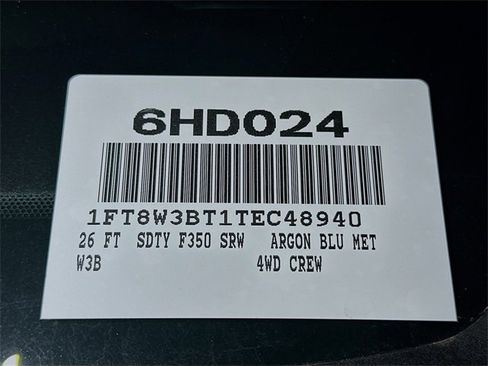 6HD024
1FT8W3BT1TEC48940
26 FT SDTY F350 SRW ARGON BLU MET
W3B 4WD CREW